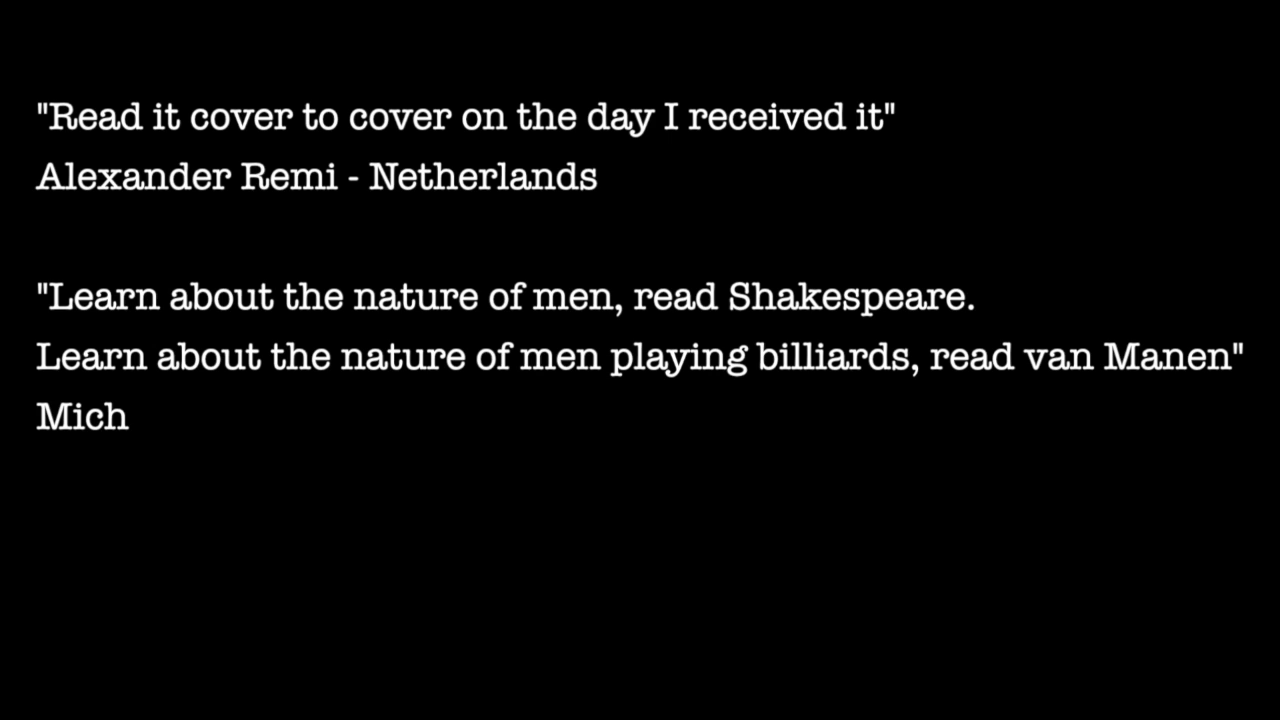 "Read it cover to cover on the day I received it"
Alexander Remi - Netherlands
"Learn about the nature of men, read Shakespeare.
Learn about the nature of men playing billiards, read van Manen"
Mich